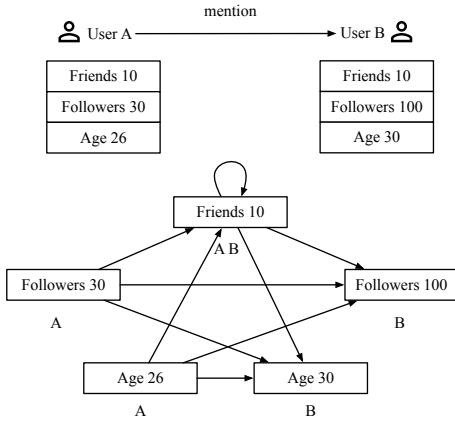 mention
User A User B
Friends 10 Friends 10
Followers 30 Followers 100
Age 26 Age 30
Friends 10
A B
Followers 30 Followers 100
A B
Age 26 Age 30
A B